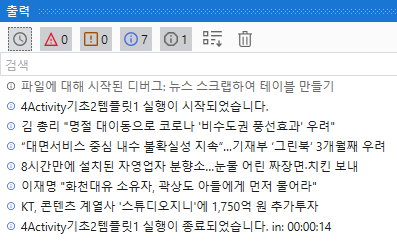 출력
0 0 7 1
검색
파일에 대해 시작된 디버그: 뉴스 스크랩하여 테이블 만들기
4Activity기초2템플릿1 실행이 시작되었습니다.
김 총리 "명절 대이동으로 코로나 '비수도권 풍선효과' 우려"
“대면서비스 중심 내수 불확실성 지속”...기재부 ‘그린북’ 3개월째 우려
8시간만에 설치된 자영업자 분향소...눈물 어린 짜장면·치킨 보내
이재명 "화천대유 소유자, 곽상도 아들에게 먼저 물어라"
KT, 콘텐츠 계열사 '스튜디오지니'에 1,750억 원 추가투자
4Activity기초2템플릿1 실행이 종료되었습니다. in: 00:00:14